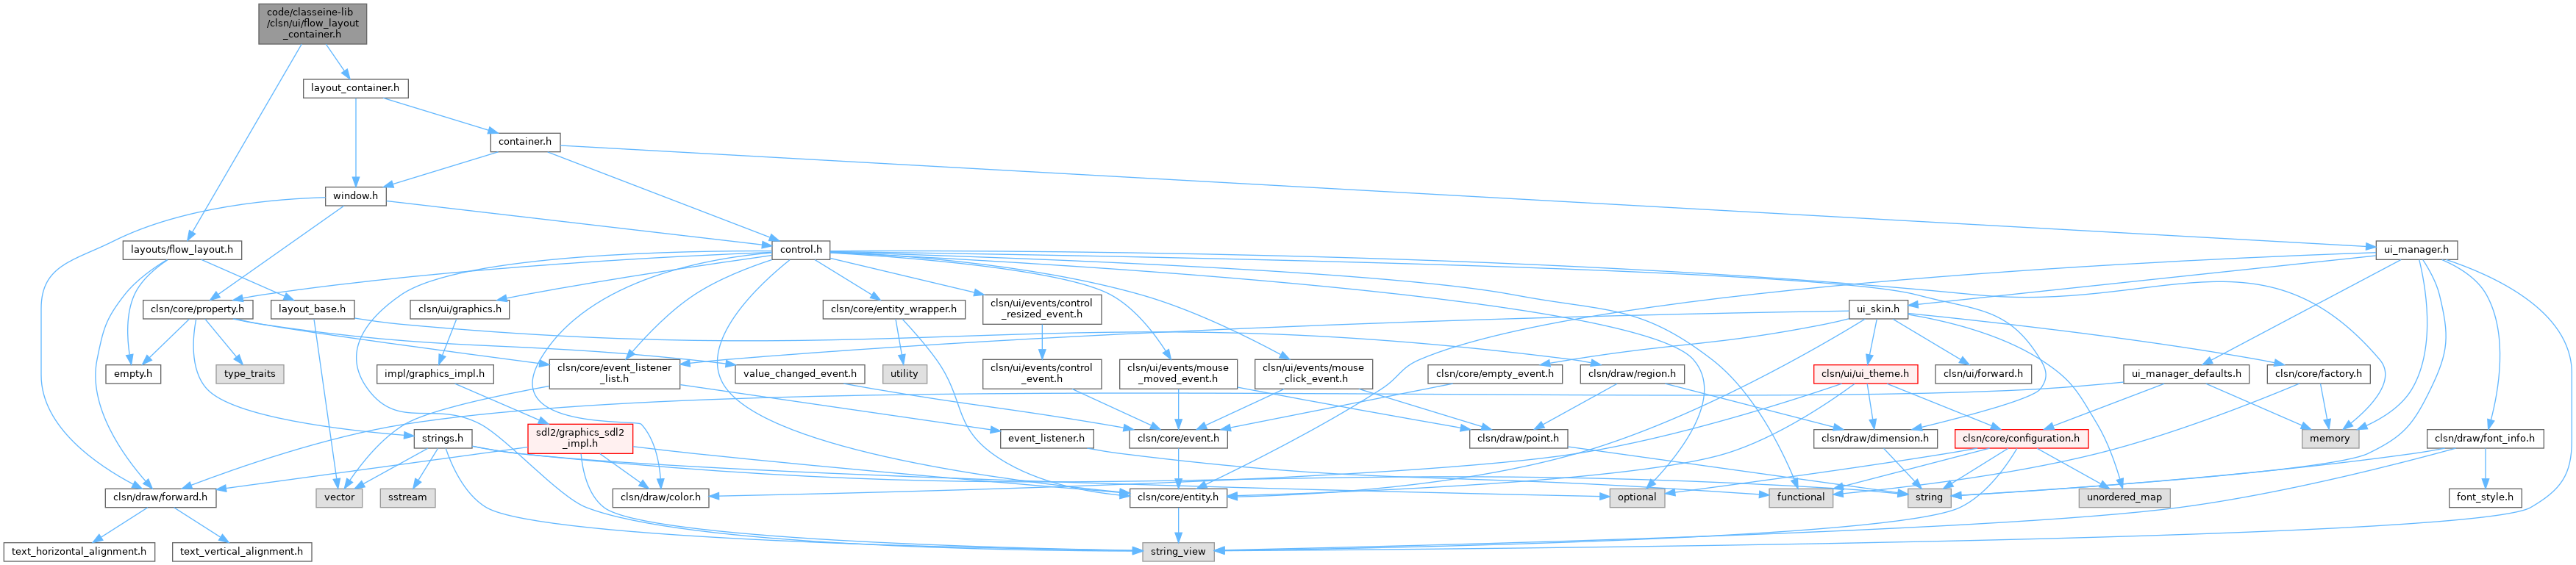 code/classeine-lib
/clsn/ui/flow_layout
_container.h
layout_container.h
container.h
window.h
layouts/flow_layout.h
control.h
ui_manager.h
clsn/core/property.h
layout_base.h
clsn/ui/graphics.h
clsn/core/entity_wrapper.h
clsn/ui/events/control
_resized_event.h
ui_skin.h
empty.h
type_traits
impl/graphics_impl.h
clsn/core/event_listener
_list.h
value_changed_event.h
utility
clsn/ui/events/control
_event.h
clsn/ui/events/mouse
_moved_event.h
clsn/ui/events/mouse
_click_event.h
clsn/core/empty_event.h
clsn/draw/region.h
clsn/ui/ui_theme.h
clsn/ui/forward.h
ui_manager_defaults.h
clsn/core/factory.h
strings.h
sdl2/graphics_sdl2
_impl.h
event_listener.h
clsn/core/event.h
clsn/draw/point.h
clsn/draw/dimension.h
clsn/core/configuration.h
memory
clsn/draw/font_info.h
clsn/draw/forward.h
vector
sstream
clsn/draw/color.h
clsn/core/entity.h
optional
functional
string
unordered_map
font_style.h
text_horizontal_alignment.h
text_vertical_alignment.h
string_view